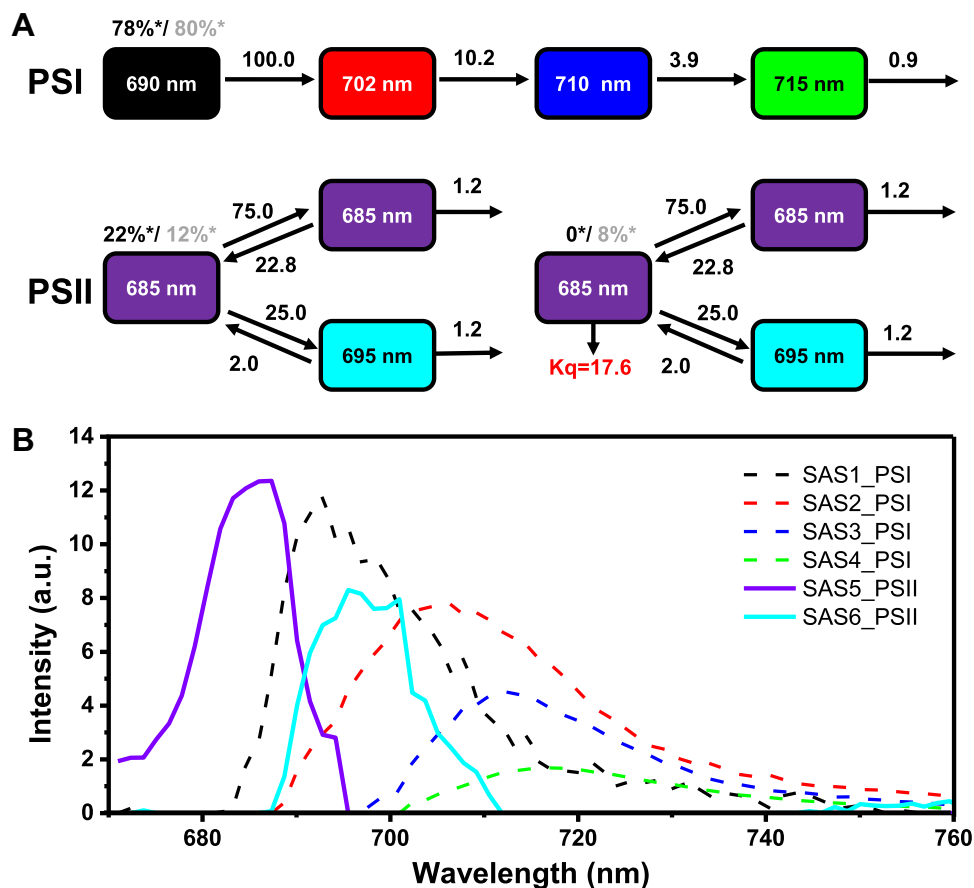 A
78%*/ 80%*
PSI
690 nm
100.0
702 nm
10.2
710 nm
3.9
715 nm
0.9
PSII
22%*/ 12%*
685 nm
75.0
22.8
685 nm
1.2
25.0
2.0
695 nm
1.2
0*/ 8%*
685 nm
75.0
22.8
685 nm
1.2
25.0
2.0
695 nm
1.2
Kq=17.6
B
Intensity (a.u.)
14
12
10
8
6
4
2
0
SAS1_PSI
SAS2_PSI
SAS3_PSI
SAS4_PSI
SAS5_PSII
SAS6_PSII
680 700 720 740 760
Wavelength (nm)